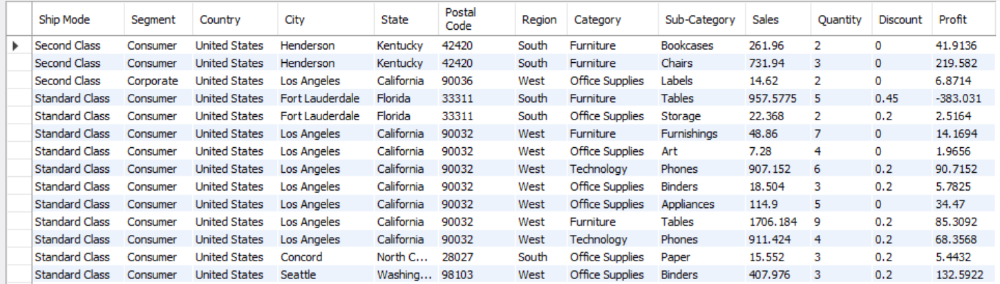 Ship Mode Segment Country City State Postal Code Region Category Sub-Category Sales Quantity Discount Profit
Second Class Consumer United States Henderson Kentucky 42420 South Furniture Bookcases 261.96 2 0 41.9136
Second Class Consumer United States Henderson Kentucky 42420 South Furniture Chairs 731.94 3 0 219.582
Second Class Corporate United States Los Angeles California 90036 West Office Supplies Labels 14.62 2 0 6.8714
Standard Class Consumer United States Fort Lauderdale Florida 33311 South Furniture Tables 957.5775 5 0.45 -383.031
Standard Class Consumer United States Fort Lauderdale Florida 33311 South Office Supplies Storage 22.368 2 0.2 2.5164
Standard Class Consumer United States Los Angeles California 90032 West Furniture Furnishings 48.86 7 0 14.1694
Standard Class Consumer United States Los Angeles California 90032 West Office Supplies Art 7.28 4 0 1.9656
Standard Class Consumer United States Los Angeles California 90032 West Technology Phones 907.152 6 0.2 90.7152
Standard Class Consumer United States Los Angeles California 90032 West Office Supplies Binders 18.504 3 0.2 5.7825
Standard Class Consumer United States Los Angeles California 90032 West Office Supplies Appliances 114.9 5 0 34.47
Standard Class Consumer United States Los Angeles California 90032 West Furniture Tables 1706.184 9 0.2 85.3092
Standard Class Consumer United States Los Angeles California 90032 West Technology Phones 911.424 4 0.2 68.3568
Standard Class Consumer United States Concord North C... 28027 South Office Supplies Paper 15.552 3 0.2 5.4432
Standard Class Consumer United States Seattle Washing... 98103 West Office Supplies Binders 407.976 3 0.2 132.5922